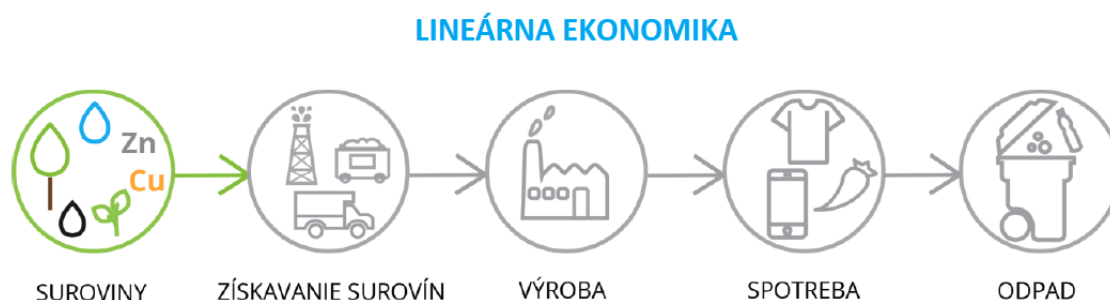 LINEÁRNA EKONOMIKA
Zn
Cu
SUROVINY
ZÍSKAVANIE SUROVÍN
VÝROBA
SPOTREBA
ODPAD